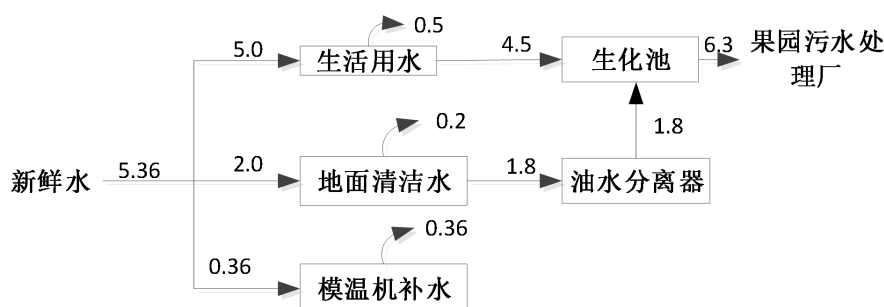 0.5
5.0
生活用水
4.5
生化池
6.3
果园污水处
理厂
0.2
1.8
新鲜水
5.36
2.0
地面清洁水
1.8
油水分离器
0.36
0.36
模温机补水